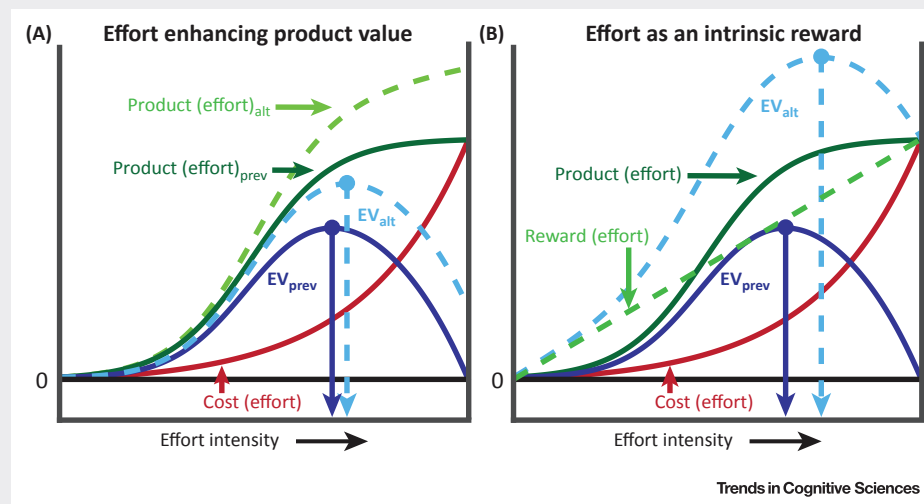 (A) Effort enhancing product value
Product (effort)alt
Product (effort)prev
EValt
EVprev
0
Cost (effort)
Effort intensity
(B) Effort as an intrinsic reward
EValt
Product (effort)
Reward (effort)
EVprev
0
Cost (effort)
Effort intensity
Trends in Cognitive Sciences